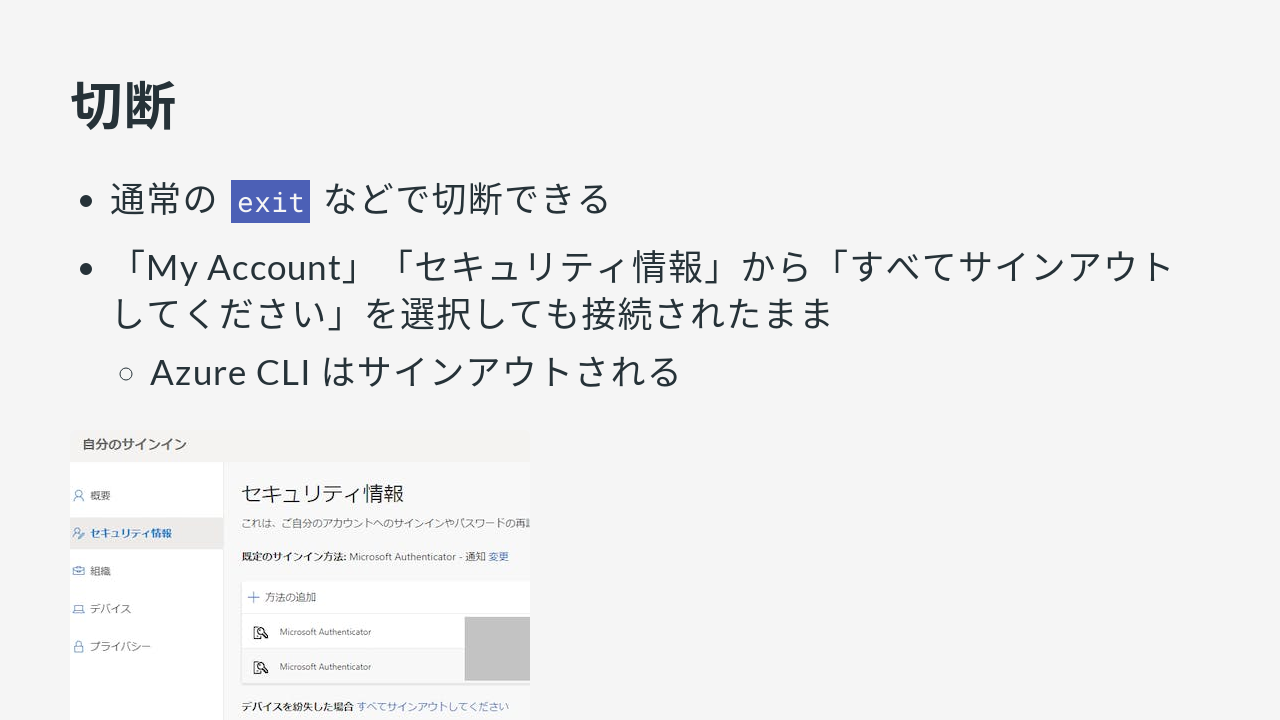 切断
通常の exit などで切断できる
「My Account」「セキュリティ情報」から「すべてサインアウト
してください」を選択しても接続されたまま
Azure CLI はサインアウトされる
自分のサインイン
概要
セキュリティ情報
組織
デバイス
プライバシー
セキュリティ情報
これは、ご自分のアカウントへのサインインやパスワードの再
既定のサインイン方法: Microsoft Authenticator - 通知 変更
方法の追加
Microsoft Authenticator
Microsoft Authenticator
デバイスを紛失した場合 すべてサインアウトしてください